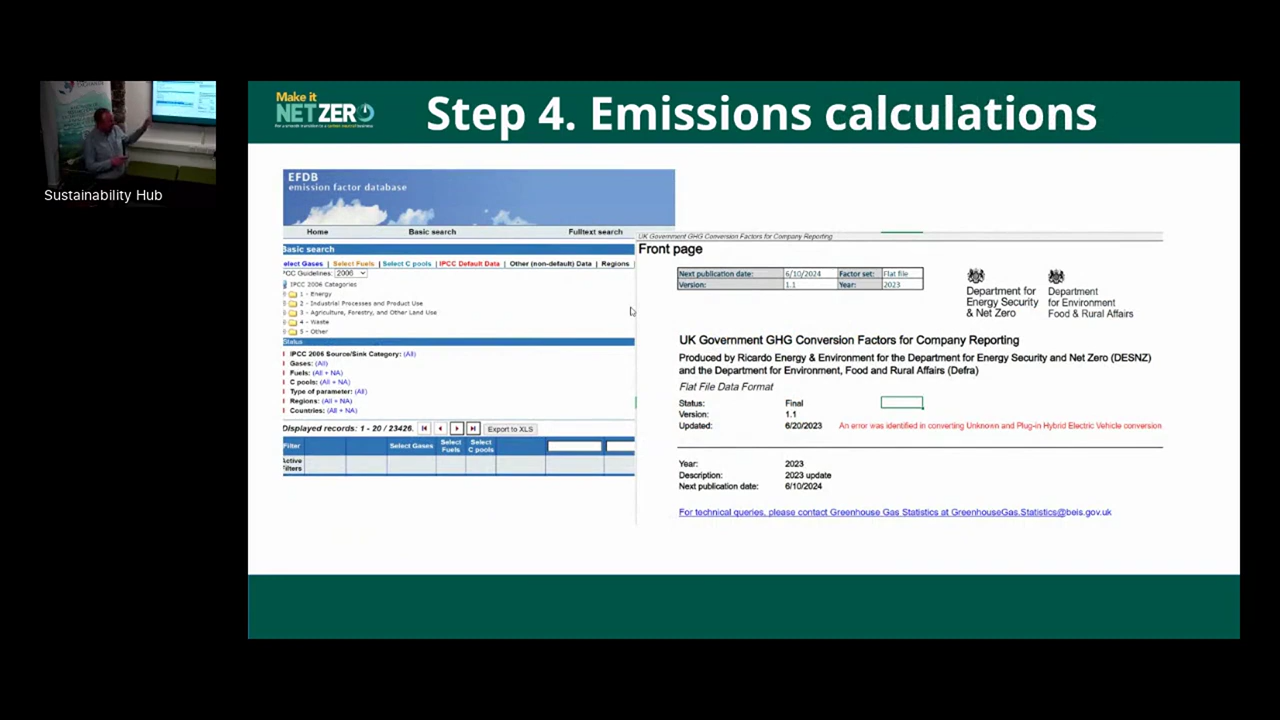 Make it
NETZERO
Step 4. Emissions calculations
Sustainability Hub
EFDB
emission factor database
Home Basic search Fulltext search
Basic search
elect Gases | Select Fuels | Select C pools | IPCC Default Data | Other (non-default) Data | Regions |
PCC Guidelines: 2006
IPCC 2006 Categories
1 - Energy
2 - Industrial Processes and Product Use
3 - Agriculture, Forestry, and Other Land Use
4 - Waste
5 - Other
Status
IPCC 2006 Source/Sink Category: (All)
Gases: (All)
Fuels: (All + NA)
C pools: (All + NA)
Type of parameter: (All)
Regions: (All + NA)
Countries: (All + NA)
Displayed records: 1 - 20 / 23426. Export to XLS
Filter Select Gases Select Fuels Select C pools
Active Filters
UK Government GHG Conversion Factors for Company Reporting
Front page
Next publication date: 6/10/2024 Factor set: Flat file
Version: 1.1 Year: 2023
Department for
Energy Security
& Net Zero
Department
for Environment
Food & Rural Affairs
UK Government GHG Conversion Factors for Company Reporting
Produced by Ricardo Energy & Environment for the Department for Energy Security and Net Zero (DESNZ)
and the Department for Environment, Food and Rural Affairs (Defra)
Flat File Data Format
Status: Final
Version: 1.1
Updated: 6/20/2023 An error was identified in converting Unknown and Plug-in Hybrid Electric Vehicle conversion
Year: 2023
Description: 2023 update
Next publication date: 6/10/2024
For technical queries, please contact Greenhouse Gas Statistics at GreenhouseGas.Statistics@beis.gov.uk